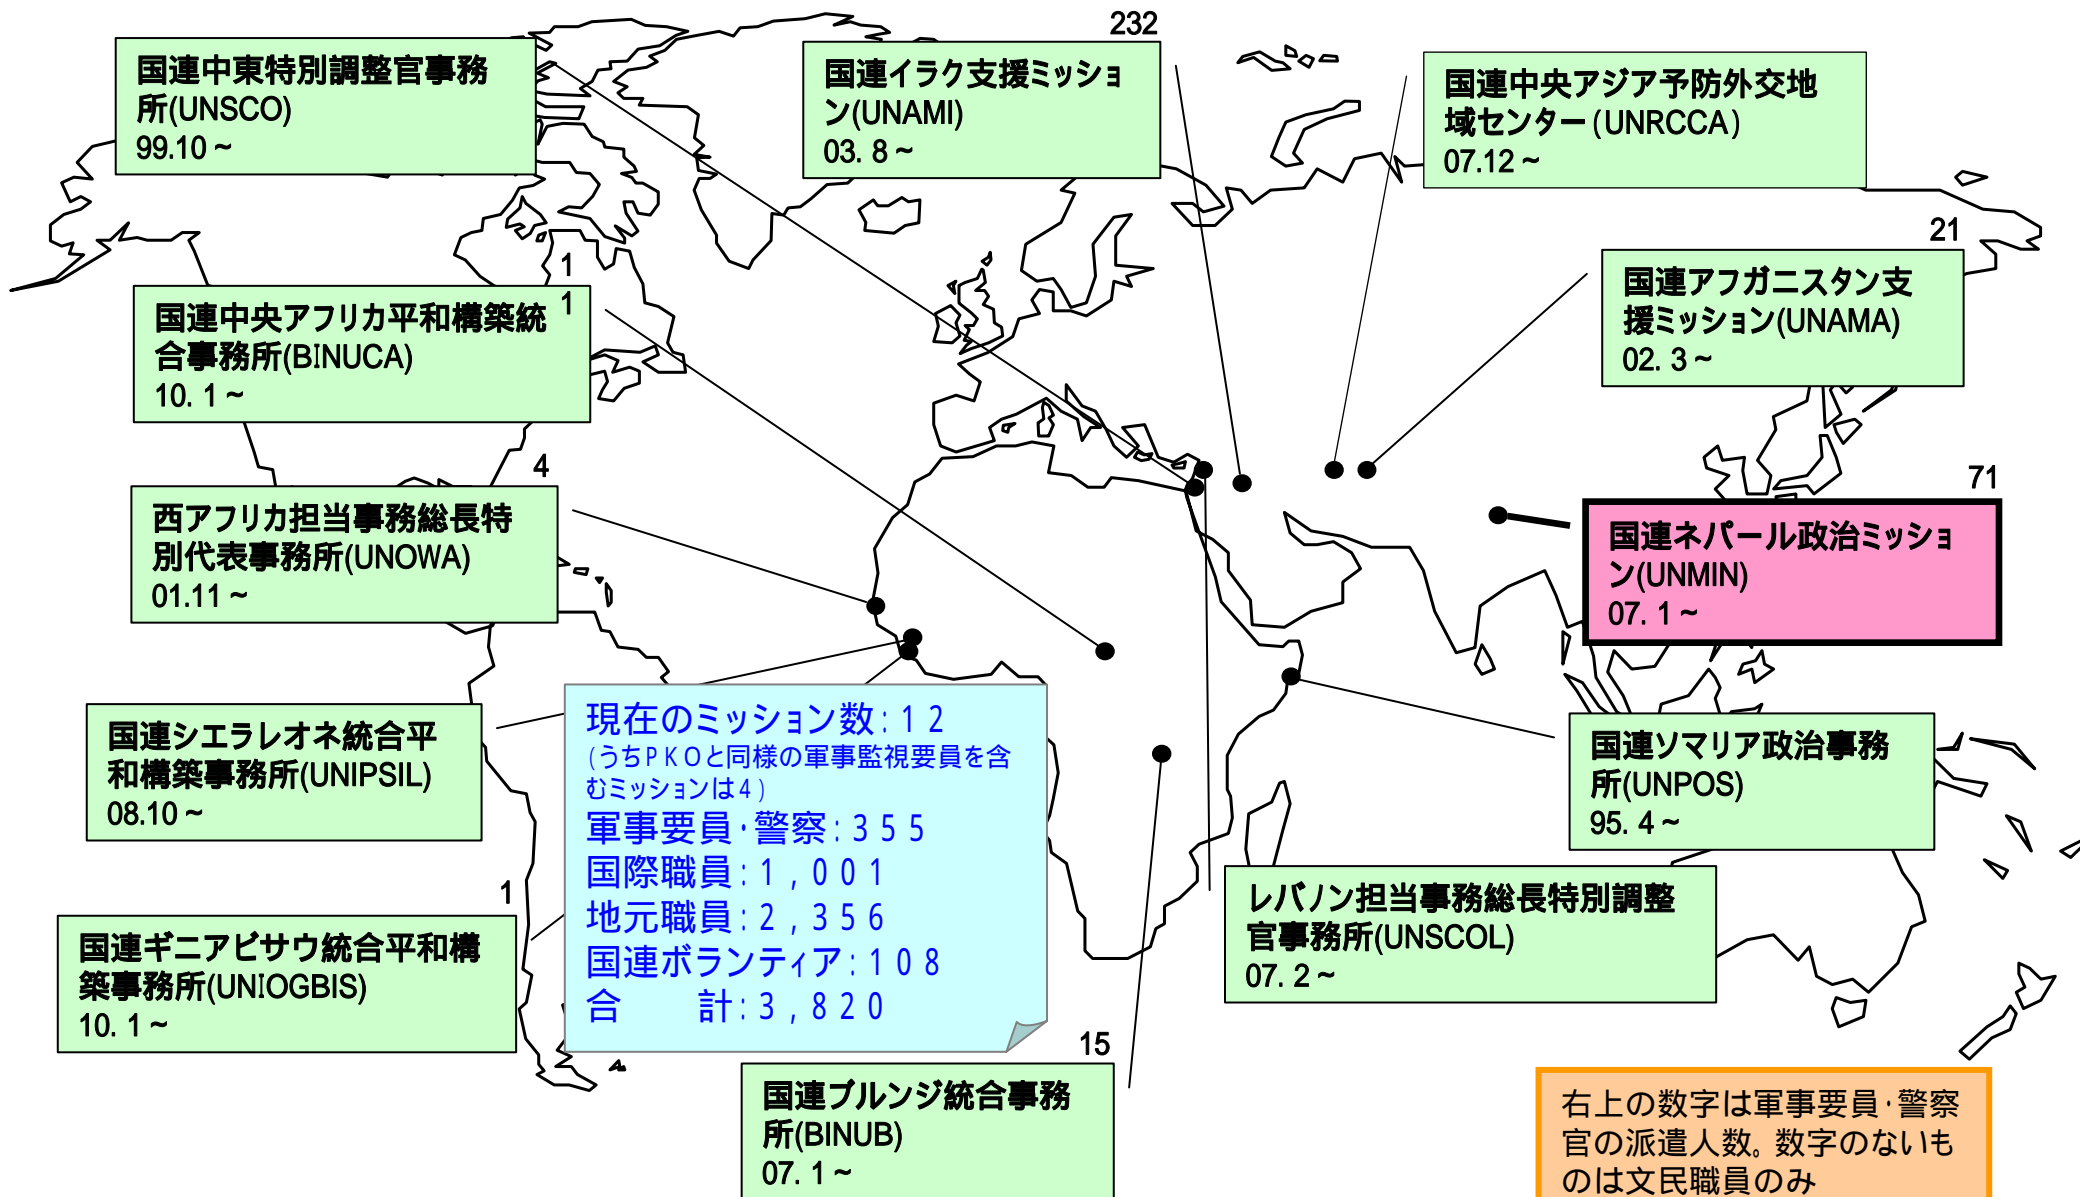 232
国連中東特別調整官事務
所(UNSCO)
99.10 ~
国連イラク支援ミッショ
ン(UNAMI)
03. 8 ~
国連中央アジア予防外交地
域センター(UNRCCA)
07.12 ~
21
国連アフガニスタン支
援ミッション(UNAMA)
02. 3 ~
1
1
国連中央アフリカ平和構築統
合事務所(BINUCA)
10. 1 ~
4
西アフリカ担当事務総長特
別代表事務所(UNOWA)
01.11 ~
71
国連ネパール政治ミッショ
ン(UNMIN)
07. 1 ~
国連シエラレオネ統合平
和構築事務所(UNIPSIL)
08.10 ~
現在のミッション数:12
(うちPKOと同様の軍事監視要員を含
むミッションは4)
軍事要員・警察:355
国際職員:1,001
地元職員:2,356
国連ボランティア:108
合　　計:3,820
国連ソマリア政治事務
所(UNPOS)
95. 4 ~
1
国連ギニアビサウ統合平和構
築事務所(UNIOGBIS)
10. 1 ~
レバノン担当事務総長特別調整
官事務所(UNSCOL)
07. 2 ~
15
国連ブルンジ統合事務
所(BINUB)
07. 1 ~
右上の数字は軍事要員・警察
官の派遣人数。数字のないも
のは文民職員のみ